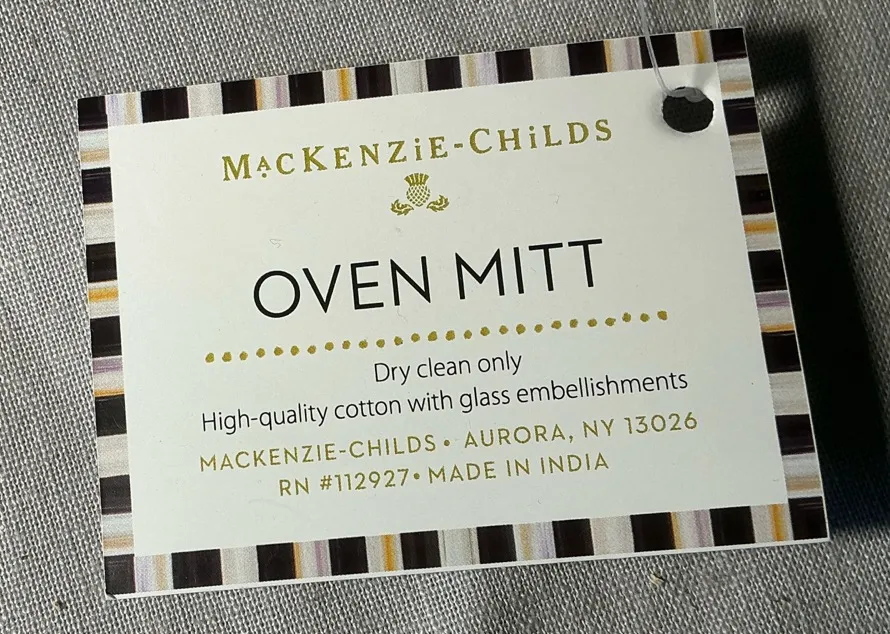 MACKENZiE-CHiLDS
OVEN MITT
Dry clean only
High-quality cotton with glass embellishments
MACKENZIE-CHILDS • AURORA, NY 13026
RN #112927• MADE IN INDIA